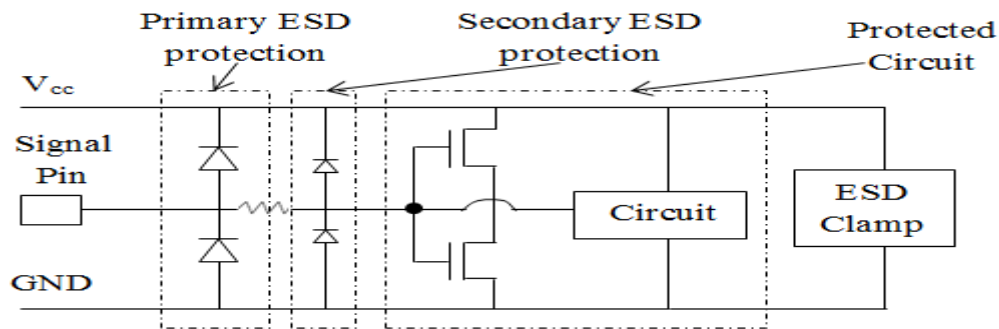 Primary ESD
protection
Secondary ESD
protection
Protected
Circuit
Vcc
Signal
Pin
Circuit
ESD
Clamp
GND